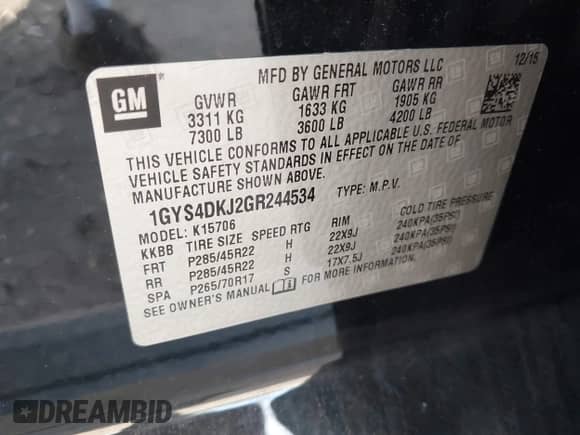 GM
MFD BY GENERAL MOTORS LLC 12/15
GVWR GAWR FRT GAWR RR
3311 KG 1633 KG 1905 KG
7300 LB 3600 LB 4200 LB
THIS VEHICLE CONFORMS TO ALL APPLICABLE U.S. FEDERAL MOTOR
VEHICLE SAFETY STANDARDS IN EFFECT ON THE DATE OF
MANUFACTURE SHOWN ABOVE.
1GYS4DKJ2GR244534 TYPE: M.P.V.
MODEL: K15706
KKBB TIRE SIZE SPEED RTG RIM COLD TIRE PRESSURE
FRT P285/45R22 H 22X9J 240KPA(35PSI)
RR P285/45R22 H 22X9J 240KPA(35PSI)
SPA P265/70R17 S 17X7.5J 240KPA(35PSI)
SEE OWNER'S MANUAL FOR MORE INFORMATION.
DREAMBID